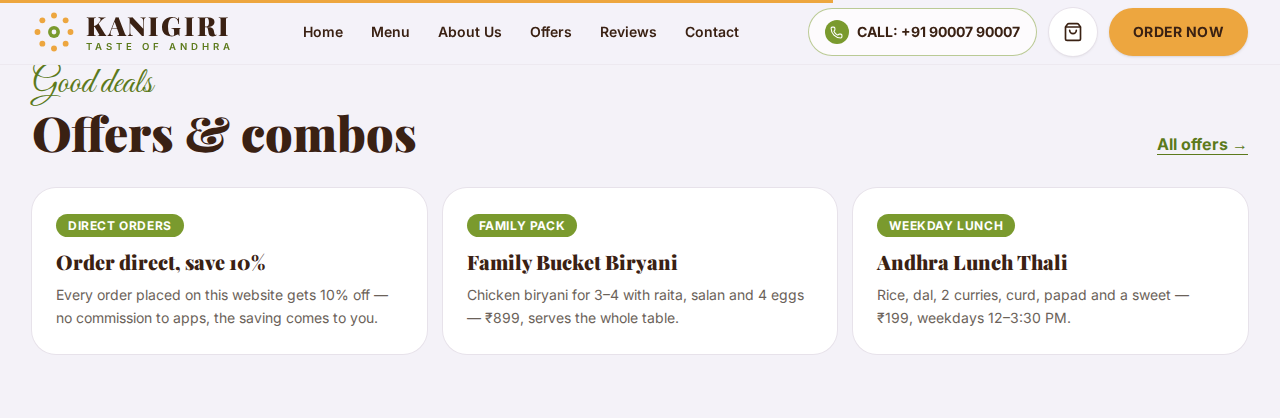 KANIGIRI
TASTE OF ANDHRA
Home Menu About Us Offers Reviews Contact
CALL: +91 90007 90007
ORDER NOW
Good deals
Offers & combos
All offers →
DIRECT ORDERS
Order direct, save 10%
Every order placed on this website gets 10% off —
no commission to apps, the saving comes to you.
FAMILY PACK
Family Bucket Biryani
Chicken biryani for 3–4 with raita, salan and 4 eggs
— ₹899, serves the whole table.
WEEKDAY LUNCH
Andhra Lunch Thali
Rice, dal, 2 curries, curd, papad and a sweet —
₹199, weekdays 12–3:30 PM.